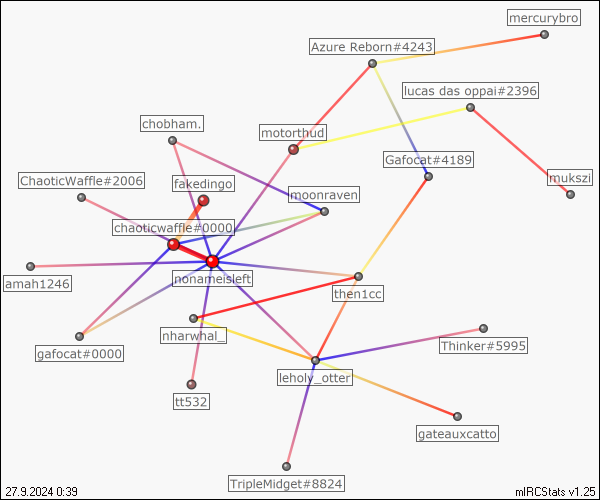 mercurybro
Azure Reborn#4243
lucas das oppai#2396
chobham.
motorthud
Gafocat#4189
ChaoticWaffle#2006
fakedingo
mukszi
moonraven
chaoticwaffle#0000
nonameisleft
amah1246
then1cc
nharwhal_
Thinker#5995
gafocat#0000
leholy_otter
tt532
gateauxcatto
TripleMidget#8824
27.9.2024 0:39
mIRCStats v1.25